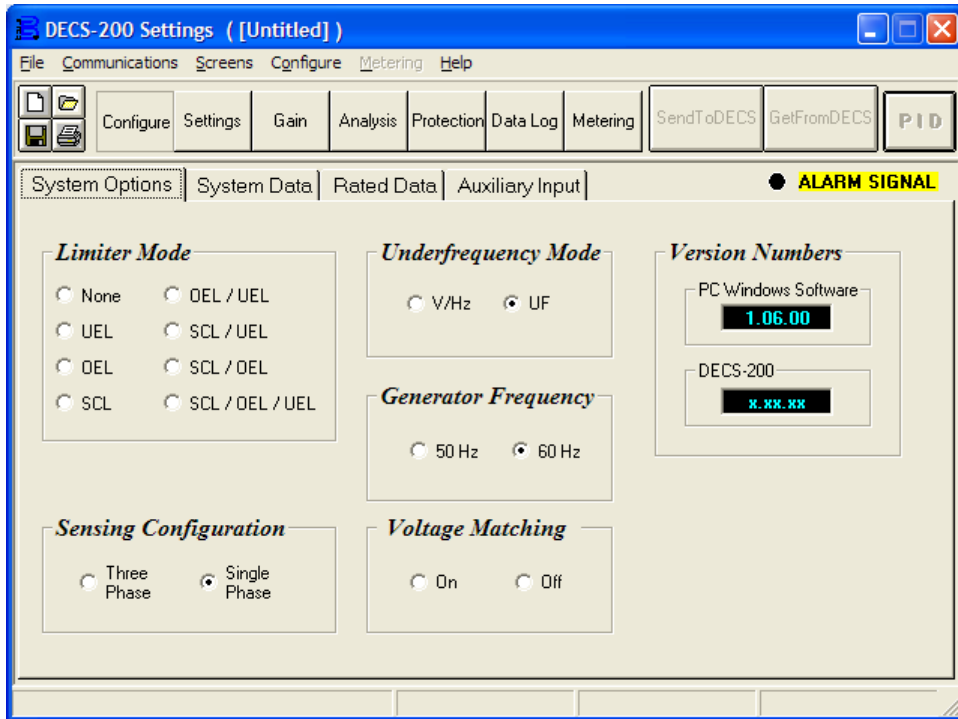 DECS-200 Settings ( [Untitled] )
File Communications Screens Configure Metering Help
Configure Settings Gain Analysis Protection Data Log Metering SendToDECS GetFromDECS PID
System Options System Data Rated Data Auxiliary Input ALARM SIGNAL
Limiter Mode
None OEL / UEL
UEL SCL / UEL
OEL SCL / OEL
SCL SCL / OEL / UEL
Underfrequency Mode
V/Hz UF
Generator Frequency
50 Hz 60 Hz
Version Numbers
PC Windows Software
1.06.00
DECS-200
x.xx.xx
Sensing Configuration
Three Phase
Single Phase
Voltage Matching
On Off